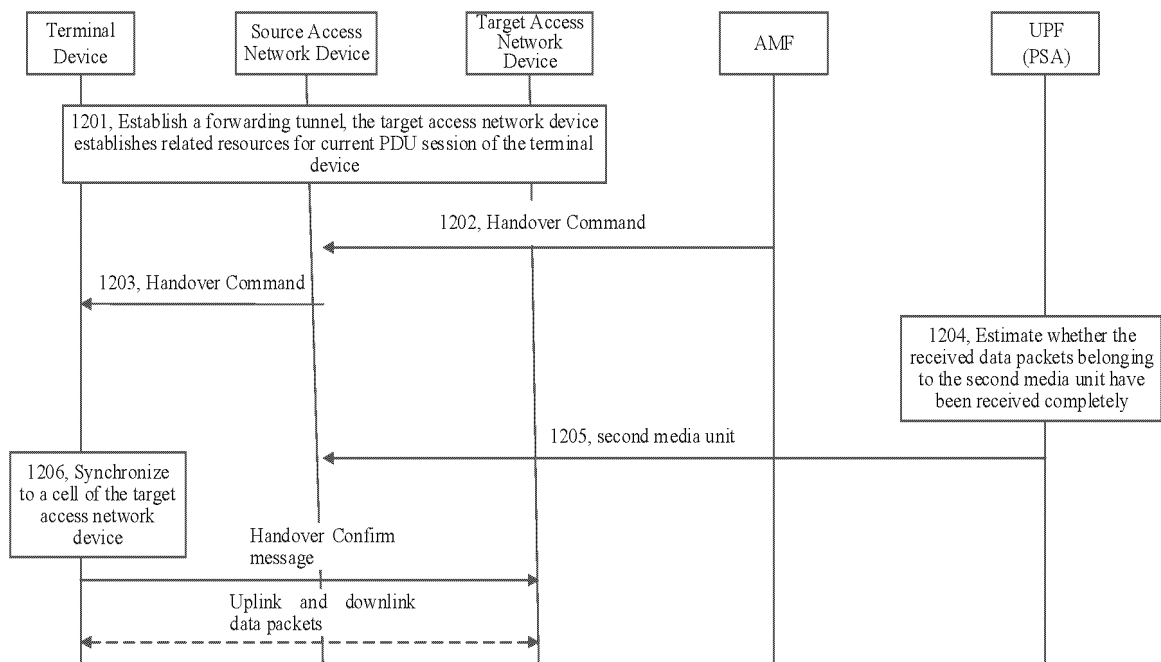 Terminal
Device
Source Access
Network Device
Target Access
Network
Device
AMF
UPF
(PSA)
1201, Establish a forwarding tunnel, the target access network device
establishes related resources for current PDU session of the terminal
device
1202, Handover Command
1203, Handover Command
1204, Estimate whether the
received data packets belonging
to the second media unit have
been received completely
1205, second media unit
1206, Synchronize
to a cell of the target
access network
device
Handover Confirm
message
Uplink and downlink
data packets